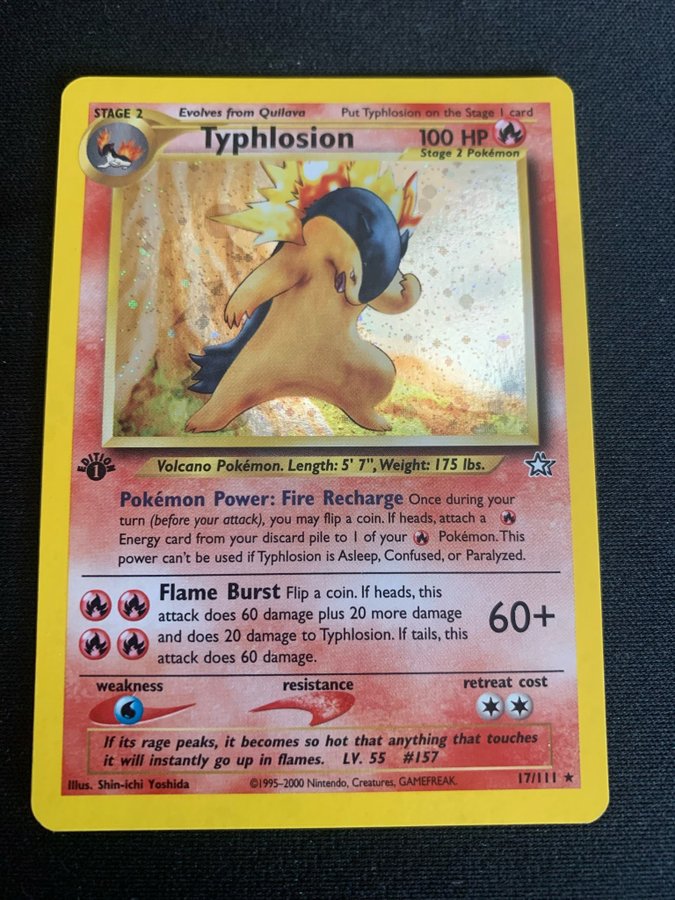 STAGE 2 Evolves from Quilava Put Typhlosion on the Stage 1 card
Typhlosion 100 HP
Stage 2 Pokémon
EDITION
1
Volcano Pokémon. Length: 5' 7", Weight: 175 lbs.
Pokémon Power: Fire Recharge Once during your
turn (before your attack), you may flip a coin. If heads, attach a
Energy card from your discard pile to 1 of your Pokémon. This
power can't be used if Typhlosion is Asleep, Confused, or Paralyzed.
Flame Burst Flip a coin. If heads, this
attack does 60 damage plus 20 more damage
and does 20 damage to Typhlosion. If tails, this
attack does 60 damage.
60+
weakness resistance retreat cost
If its rage peaks, it becomes so hot that anything that touches
it will instantly go up in flames. LV. 55 #157
Illus. Shin-ichi Yoshida ©1995-2000 Nintendo, Creatures, GAMEFREAK. 17/111 ★